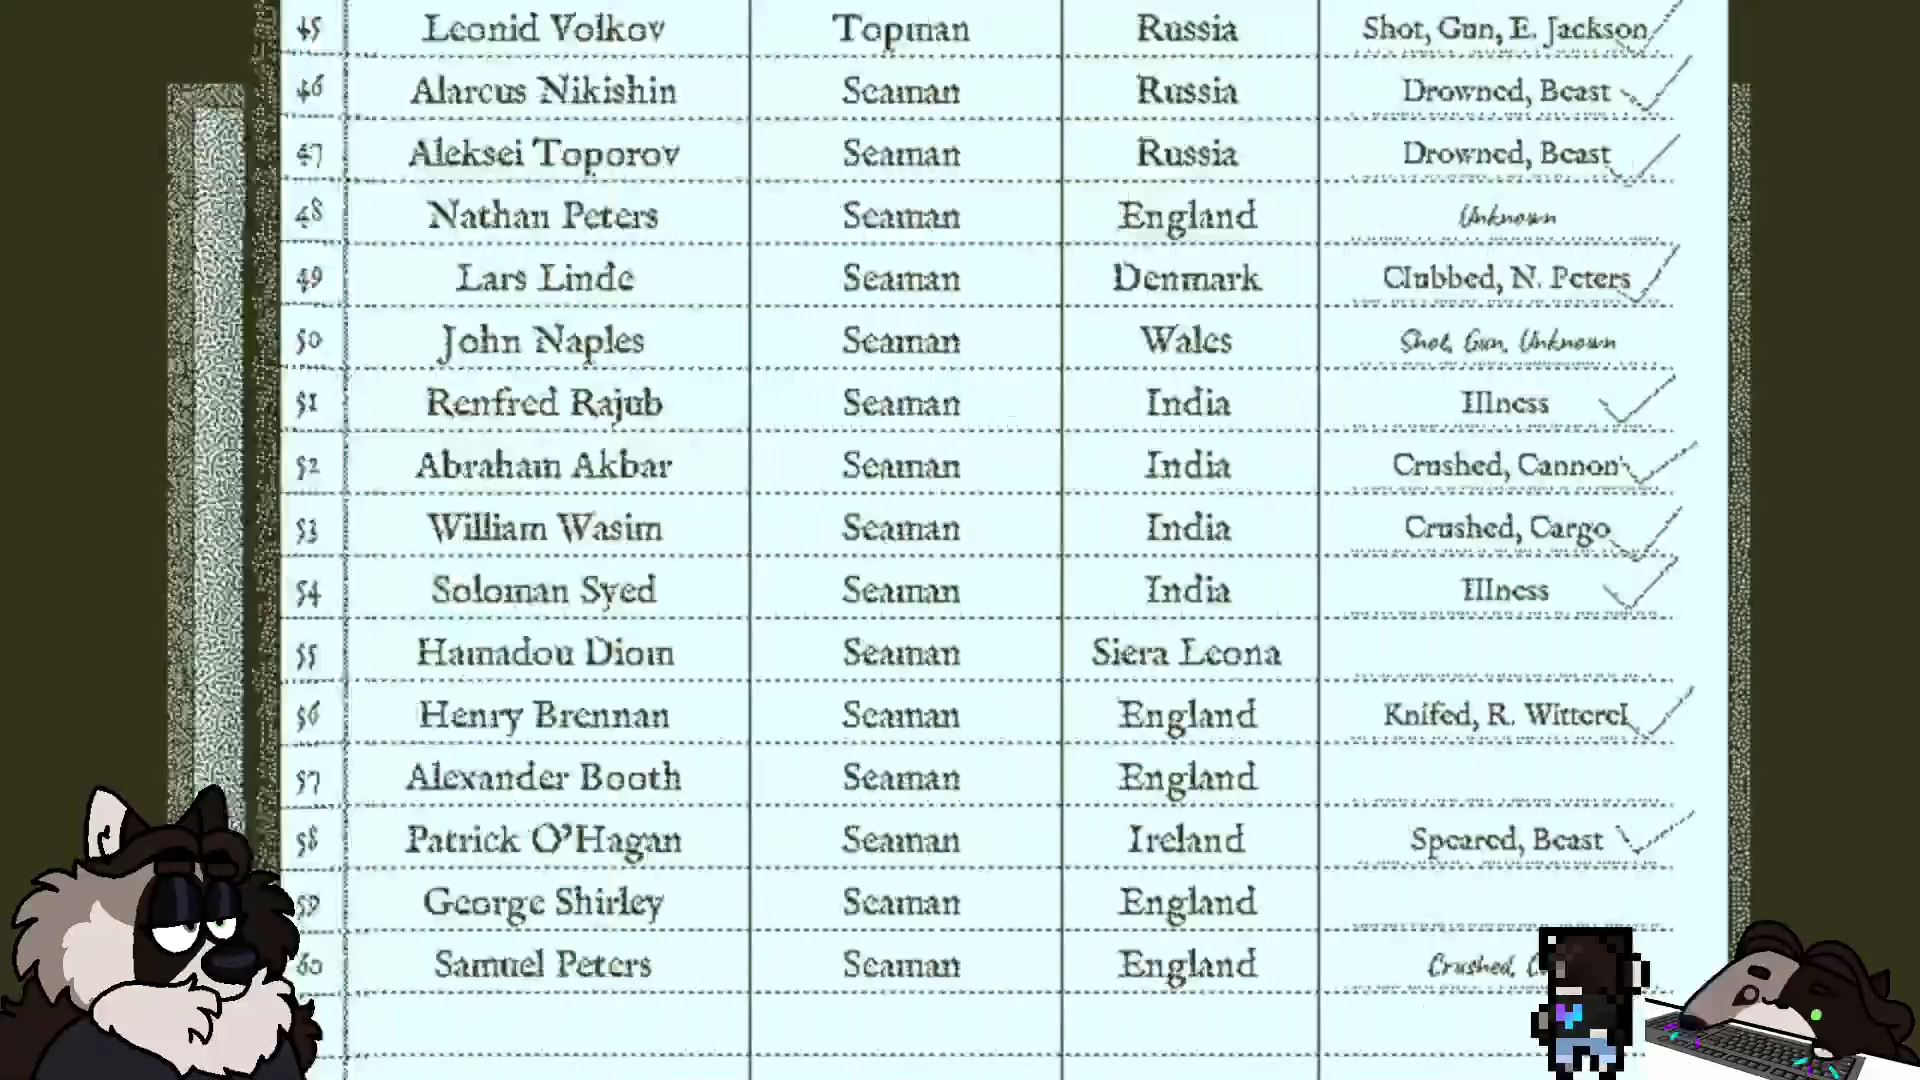 45 Leonid Volkov Topman Russia Shot, Gun, E. Jackson
46 Alarcus Nikishin Seaman Russia Drowned, Beast
47 Aleksei Toporov Seaman Russia Drowned, Beast
48 Nathan Peters Seaman England Unknown
49 Lars Linde Seaman Denmark Clubbed, N. Peters
50 John Naples Seaman Wales Shot, Gun, Unknown
51 Renfred Rajub Seaman India Illness
52 Abraham Akbar Seaman India Crushed, Cannon
53 William Wasim Seaman India Crushed, Cargo
54 Soloman Syed Seaman India Illness
55 Hamadou Diom Seaman Siera Leona
56 Henry Brennan Seaman England Knifed, R. Witterel
57 Alexander Booth Seaman England
58 Patrick O'Hagan Seaman Ireland Speared, Beast
59 George Shirley Seaman England
60 Samuel Peters Seaman England Crushed,